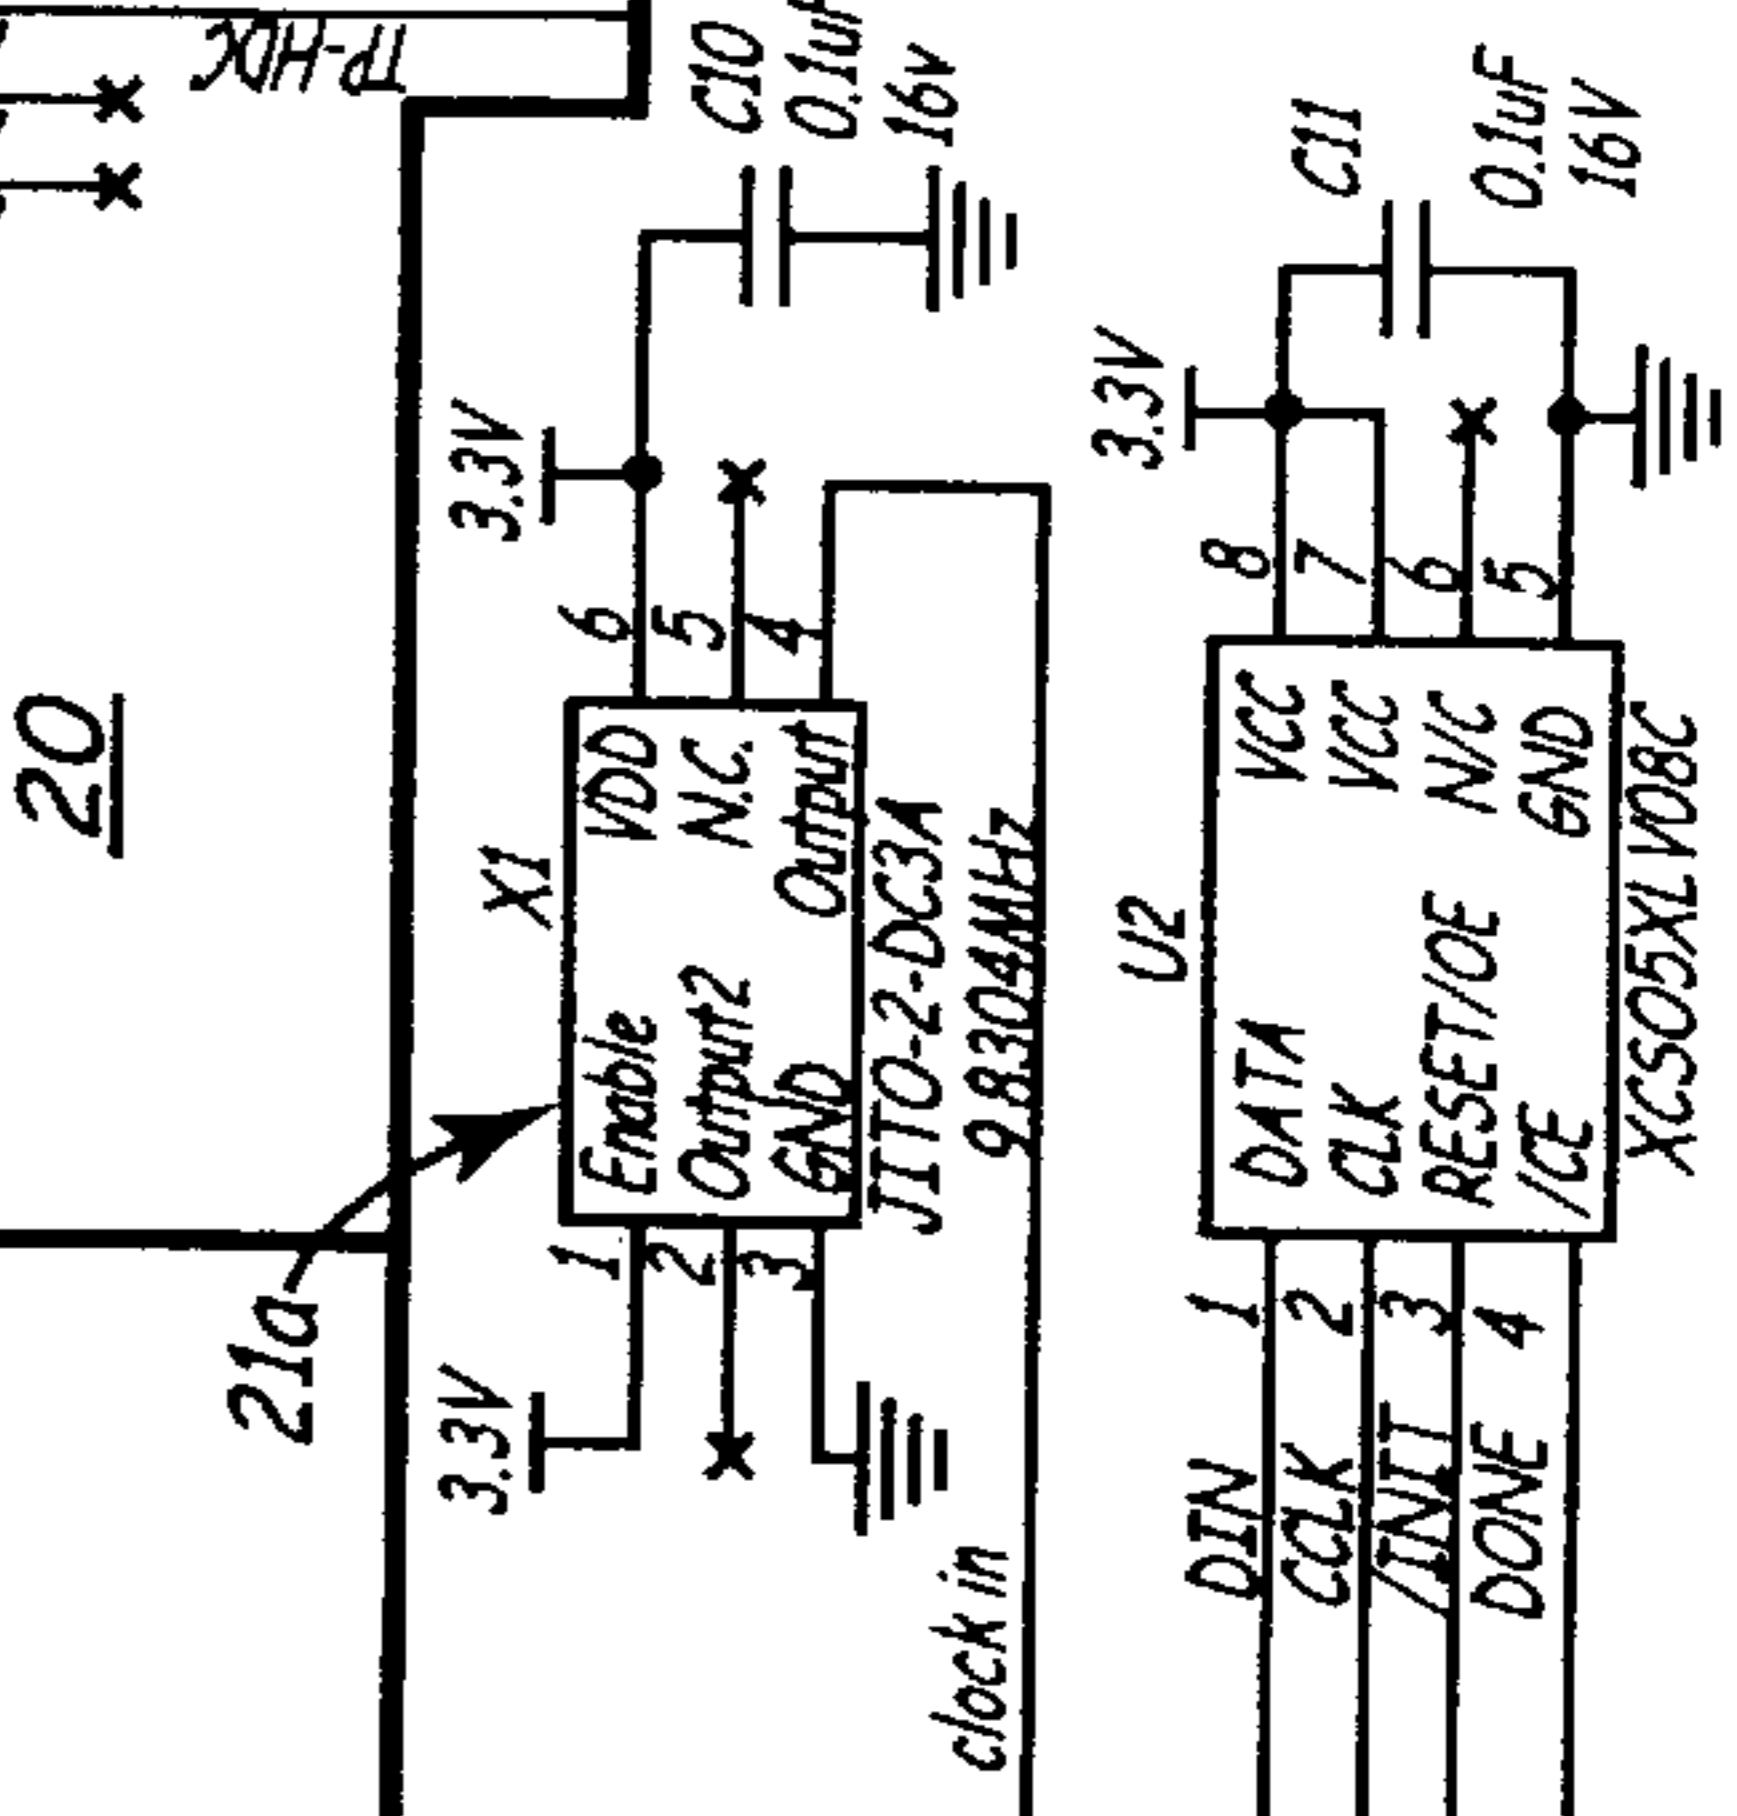 TP-HDC
C10
0.1uF
16v
20
3.3V
X1
6
5
4
VDD
N.C.
Output
Enable
Output2
GND
1
2
3
JITO-2-DC3A
9.8304MHz
21a
3.3V
clock in
C11
0.1uF
16V
3.3V
U2
8
7
6
5
VCC
VCC
N/C
GND
DATA
CLK
RESET/OE
/CE
XCS05XLVO8C
1
2
3
4
DIN
CCLK
/INIT
DONE